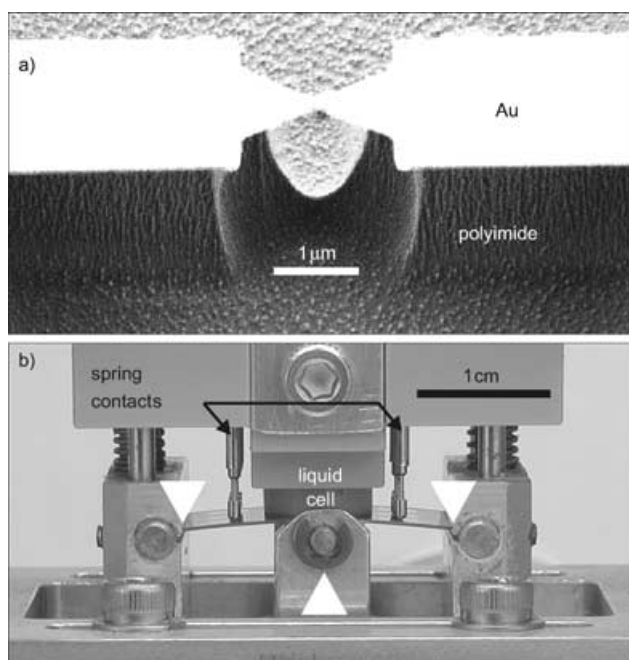 a)
Au
polyimide
1μm
b)
spring
contacts
1cm
liquid
cell